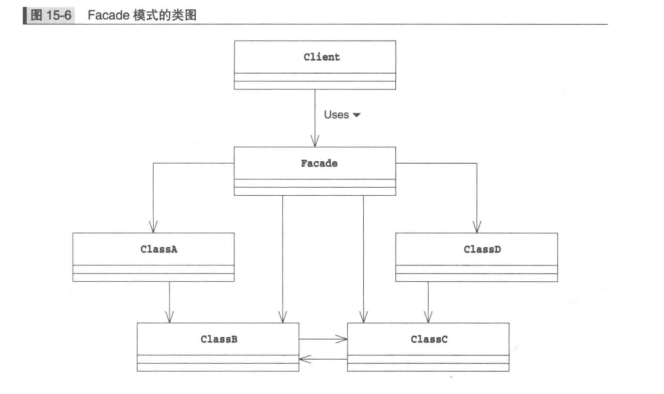 图 15-6 Facade 模式的类图
Client
Uses
Facade
ClassA
ClassD
ClassB
ClassC